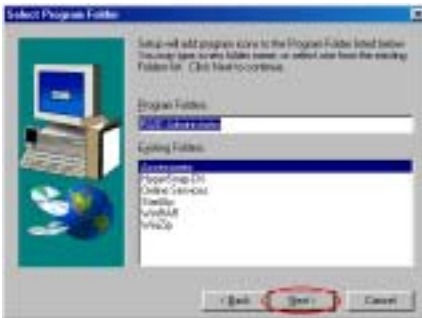 Select Program Folder
Setup will add program icons to the Program Folder listed below.
You may type a new folder name, or select one from the existing
Folders list. Click Next to continue.
Program Folders:
Existing Folders:
Accessories
HyperSnap-DX
Online Services
StartUp
WinRAR
WinZip
< Back
Next >
Cancel